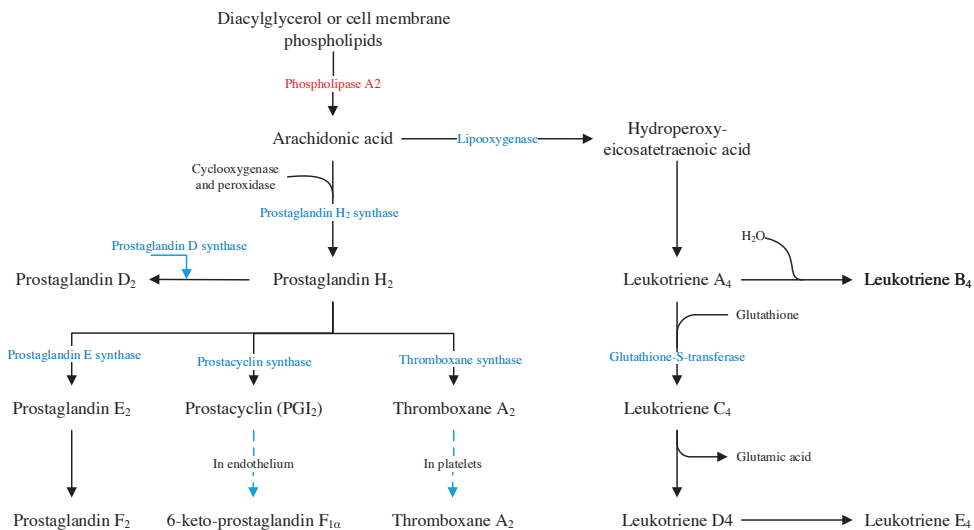 Diacylglycerol or cell membrane
phospholipids
Phospholipase A2
Arachidonic acid
Lipooxygenase
Hydroperoxy-
eicosatetraenoic acid
Cyclooxygenase
and peroxidase
Prostaglandin H₂ synthase
Prostaglandin D synthase
H₂O
Prostaglandin D₂
Prostaglandin H₂
Leukotriene A₄
Leukotriene B₄
Glutathione
Prostaglandin E synthase
Prostacyclin synthase
Thromboxane synthase
Glutathione-S-transferase
Prostaglandin E₂
Prostacyclin (PGI₂)
Thromboxane A₂
Leukotriene C₄
In endothelium
In platelets
Glutamic acid
Prostaglandin F₂
6-keto-prostaglandin F₁α
Thromboxane A₂
Leukotriene D4
Leukotriene E₄